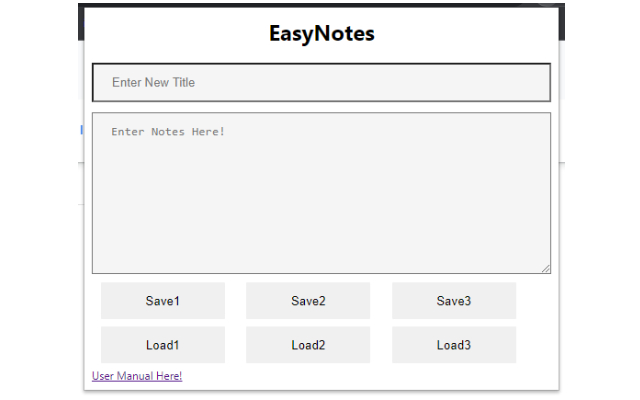 EasyNotes
Enter New Title
Enter Notes Here!
Save1 Save2 Save3
Load1 Load2 Load3
User Manual Here!